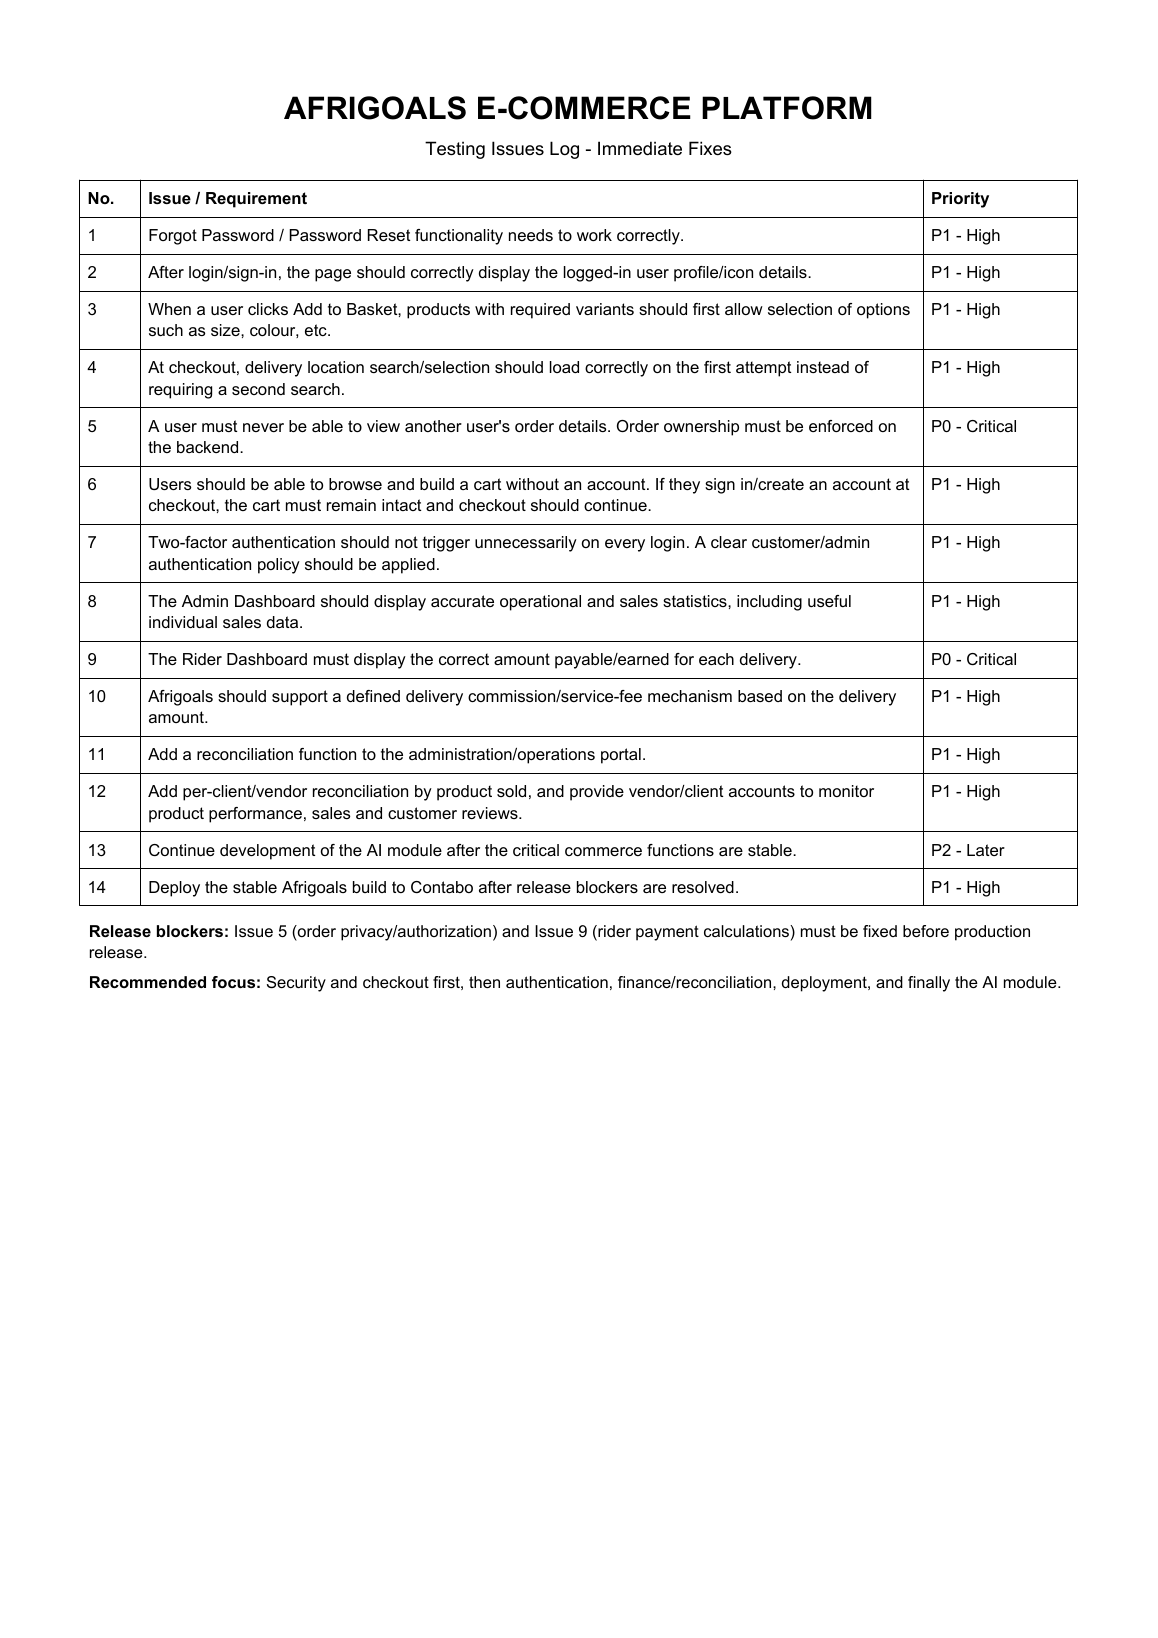 AFRIGOALS E-COMMERCE PLATFORM
Testing Issues Log - Immediate Fixes
No. Issue / Requirement Priority
1 Forgot Password / Password Reset functionality needs to work correctly. P1 - High
2 After login/sign-in, the page should correctly display the logged-in user profile/icon details. P1 - High
3 When a user clicks Add to Basket, products with required variants should first allow selection of options P1 - High
such as size, colour, etc.
4 At checkout, delivery location search/selection should load correctly on the first attempt instead of P1 - High
requiring a second search.
5 A user must never be able to view another user's order details. Order ownership must be enforced on P0 - Critical
the backend.
6 Users should be able to browse and build a cart without an account. If they sign in/create an account at P1 - High
checkout, the cart must remain intact and checkout should continue.
7 Two-factor authentication should not trigger unnecessarily on every login. A clear customer/admin P1 - High
authentication policy should be applied.
8 The Admin Dashboard should display accurate operational and sales statistics, including useful P1 - High
individual sales data.
9 The Rider Dashboard must display the correct amount payable/earned for each delivery. P0 - Critical
10 Afrigoals should support a defined delivery commission/service-fee mechanism based on the delivery P1 - High
amount.
11 Add a reconciliation function to the administration/operations portal. P1 - High
12 Add per-client/vendor reconciliation by product sold, and provide vendor/client accounts to monitor P1 - High
product performance, sales and customer reviews.
13 Continue development of the AI module after the critical commerce functions are stable. P2 - Later
14 Deploy the stable Afrigoals build to Contabo after release blockers are resolved. P1 - High
Release blockers: Issue 5 (order privacy/authorization) and Issue 9 (rider payment calculations) must be fixed before production
release.
Recommended focus: Security and checkout first, then authentication, finance/reconciliation, deployment, and finally the AI module.